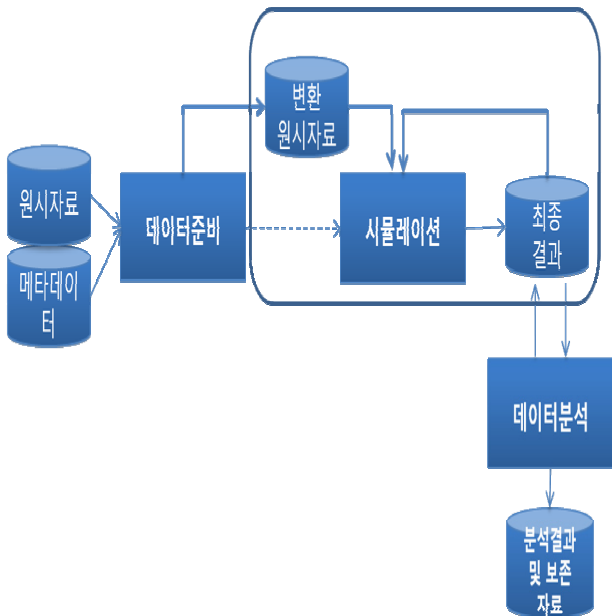 변환
원시자료
원시자료
데이터준비
시뮬레이션
최종
결과
메타데이
터
데이터분석
분석결과
및 보존
자료